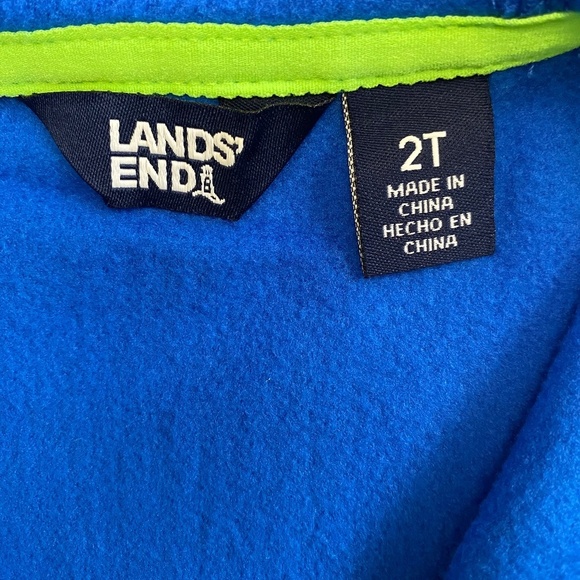 LANDS'
END
2T
MADE IN
CHINA
HECHO EN
CHINA